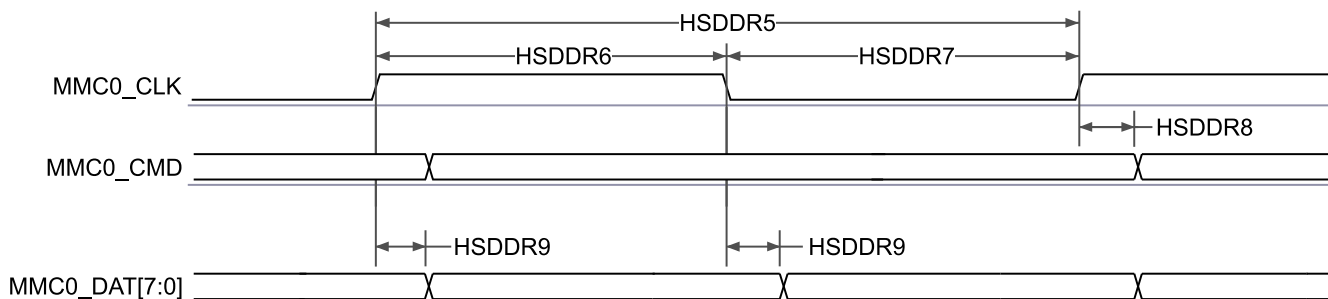 HSDDR5
HSDDR6 HSDDR7
MMC0_CLK
HSDDR8
MMC0_CMD
HSDDR9 HSDDR9
MMC0_DAT[7:0]